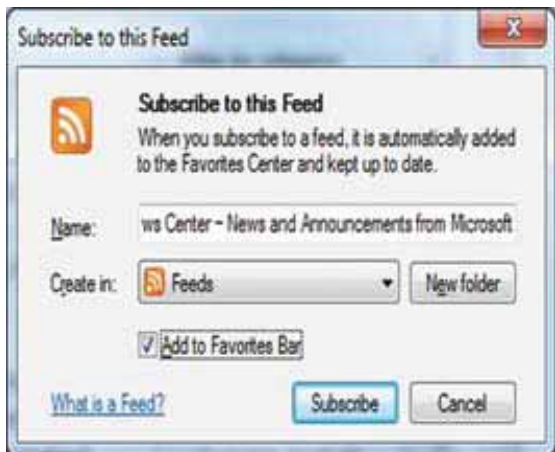 Subscribe to this Feed
Subscribe to this Feed
When you subscribe to a feed, it is automatically added
to the Favorites Center and kept up to date.
Name: ws Center – News and Announcements from Microsoft
Create in: Feeds New folder
Add to Favorites Bar
What is a Feed? Subscribe Cancel